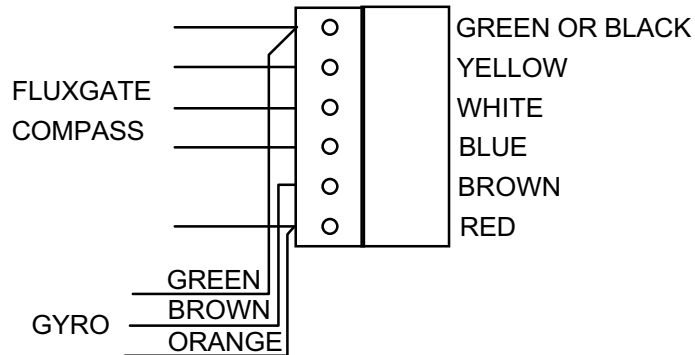 GREEN OR BLACK
YELLOW
FLUXGATE
WHITE
COMPASS
BLUE
BROWN
RED
GREEN
BROWN
GYRO
ORANGE